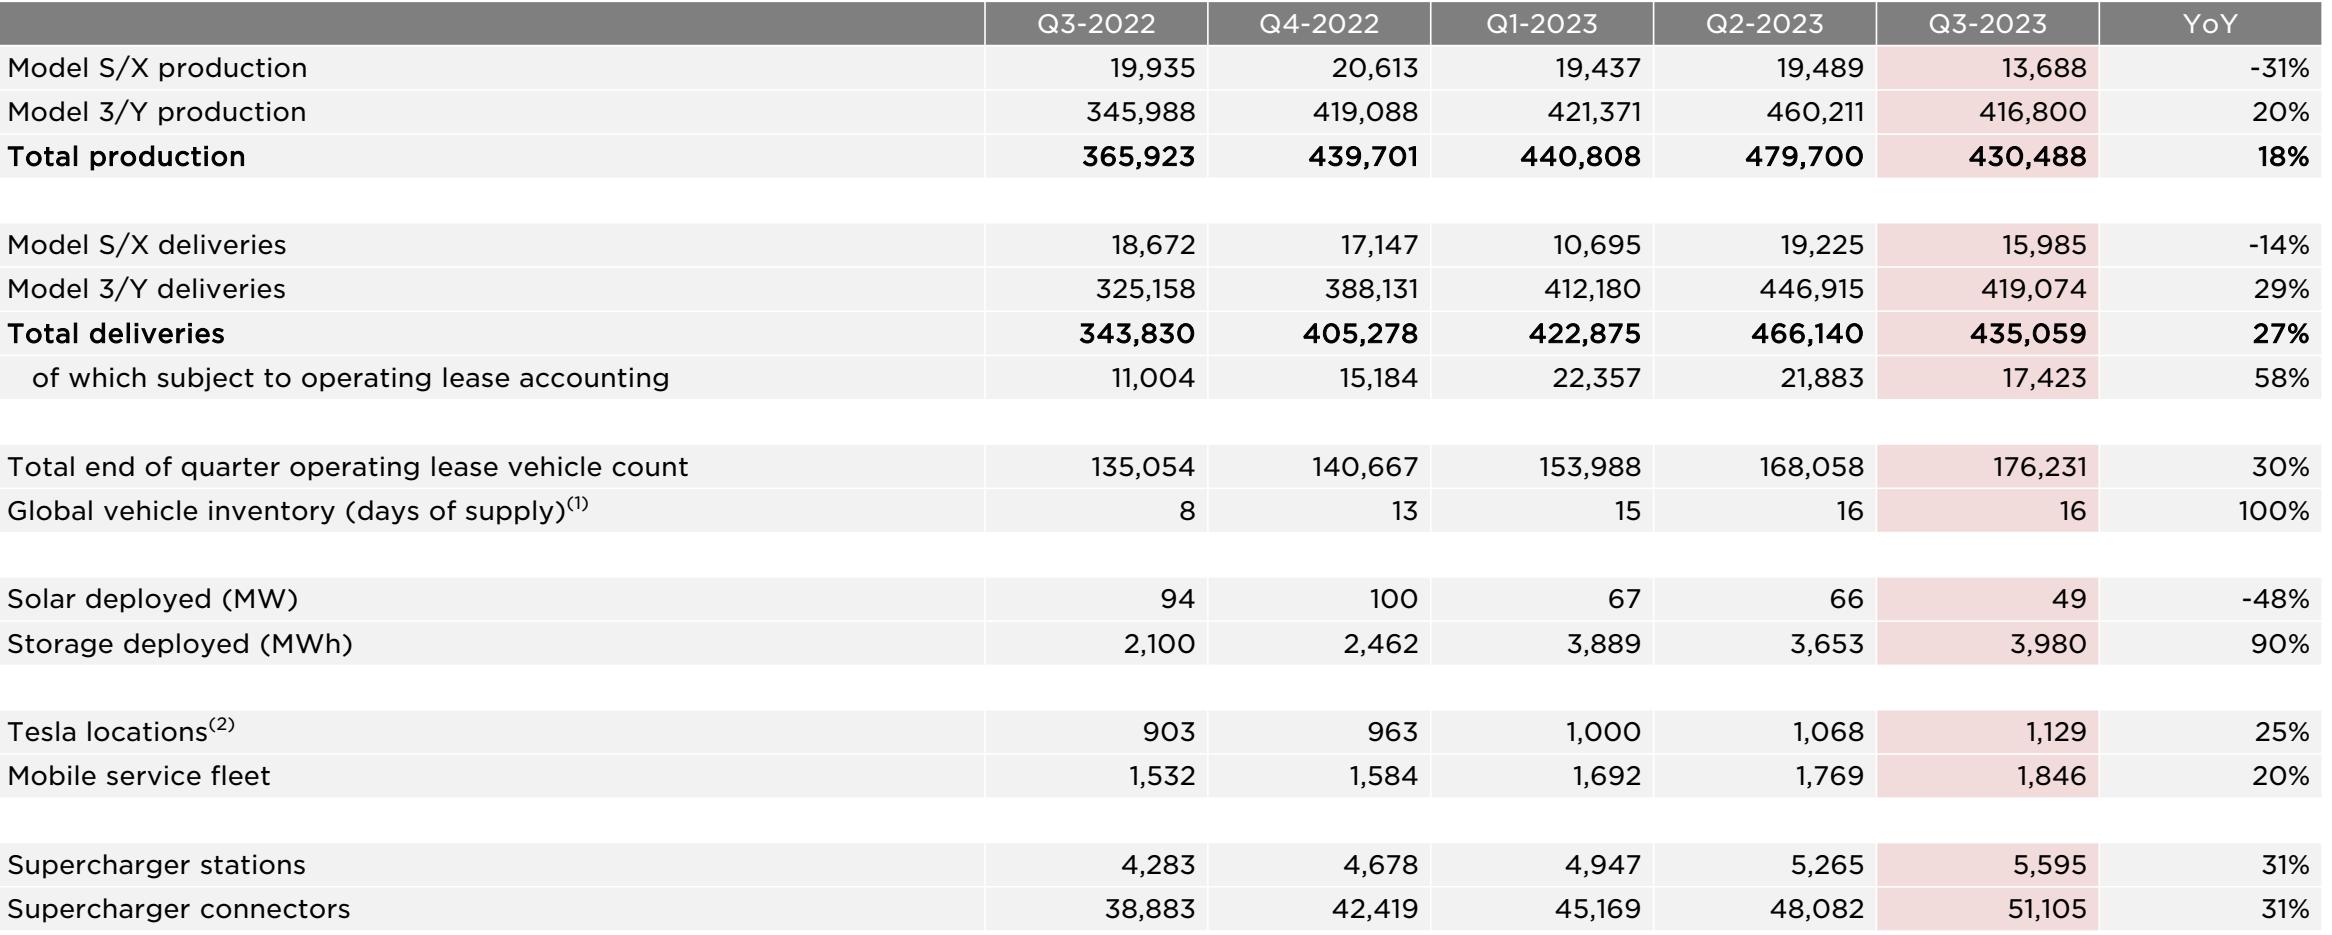 Q3-2022 Q4-2022 Q1-2023 Q2-2023 Q3-2023 YoY
Model S/X production 19,935 20,613 19,437 19,489 13,688 -31%
Model 3/Y production 345,988 419,088 421,371 460,211 416,800 20%
Total production 365,923 439,701 440,808 479,700 430,488 18%
Model S/X deliveries 18,672 17,147 10,695 19,225 15,985 -14%
Model 3/Y deliveries 325,158 388,131 412,180 446,915 419,074 29%
Total deliveries 343,830 405,278 422,875 466,140 435,059 27%
of which subject to operating lease accounting 11,004 15,184 22,357 21,883 17,423 58%
Total end of quarter operating lease vehicle count 135,054 140,667 153,988 168,058 176,231 30%
Global vehicle inventory (days of supply)(1) 8 13 15 16 16 100%
Solar deployed (MW) 94 100 67 66 49 -48%
Storage deployed (MWh) 2,100 2,462 3,889 3,653 3,980 90%
Tesla locations(2) 903 963 1,000 1,068 1,129 25%
Mobile service fleet 1,532 1,584 1,692 1,769 1,846 20%
Supercharger stations 4,283 4,678 4,947 5,265 5,595 31%
Supercharger connectors 38,883 42,419 45,169 48,082 51,105 31%